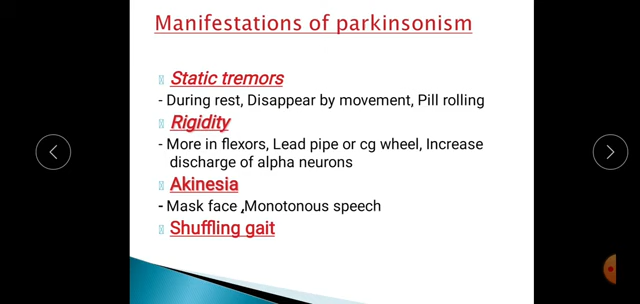 Manifestations of parkinsonism
Static tremors
- During rest, Disappear by movement, Pill rolling
Rigidity
- More in flexors, Lead pipe or cg wheel, Increase
discharge of alpha neurons
Akinesia
- Mask face ,Monotonous speech
Shuffling gait